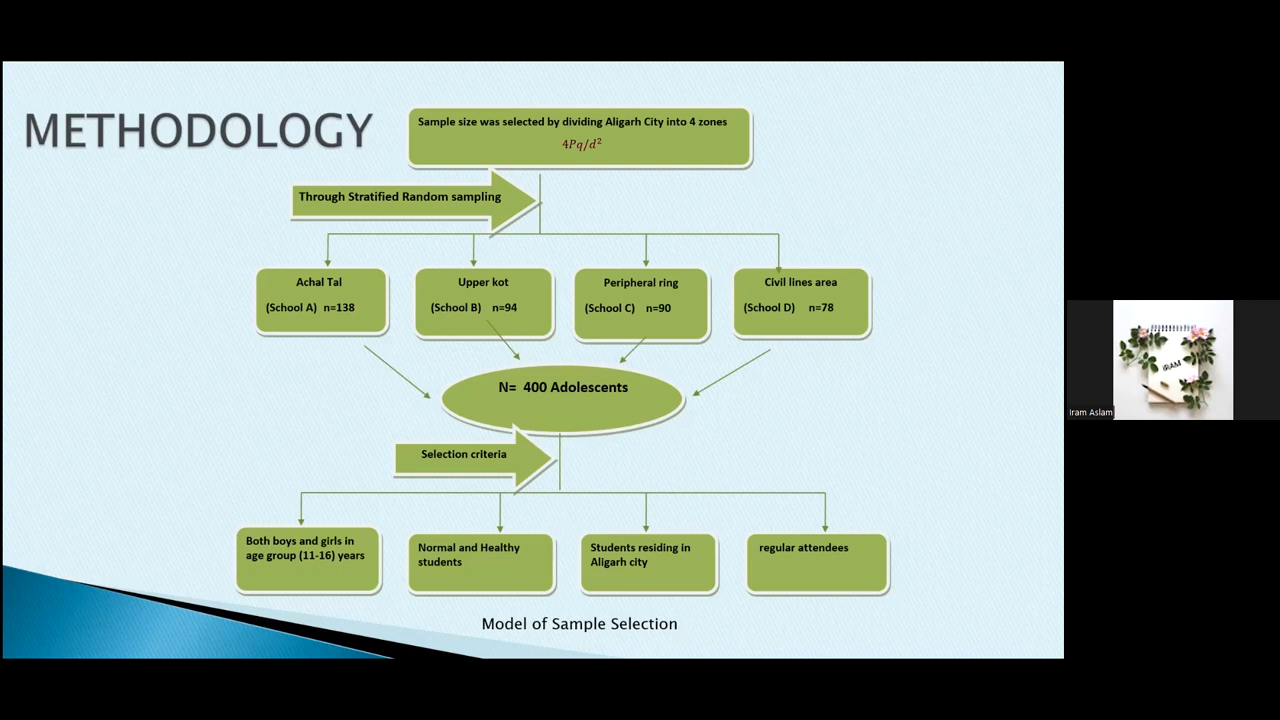 METHODOLOGY
Sample size was selected by dividing Aligarh City into 4 zones
4Pq/d²
Through Stratified Random sampling
Achal Tal
(School A) n=138
Upper kot
(School B) n=94
Peripheral ring
(School C) n=90
Civil lines area
(School D) n=78
N= 400 Adolescents
Selection criteria
Both boys and girls in
age group (11-16) years
Normal and Healthy
students
Students residing in
Aligarh city
regular attendees
Model of Sample Selection
IRAM
Iram Aslam